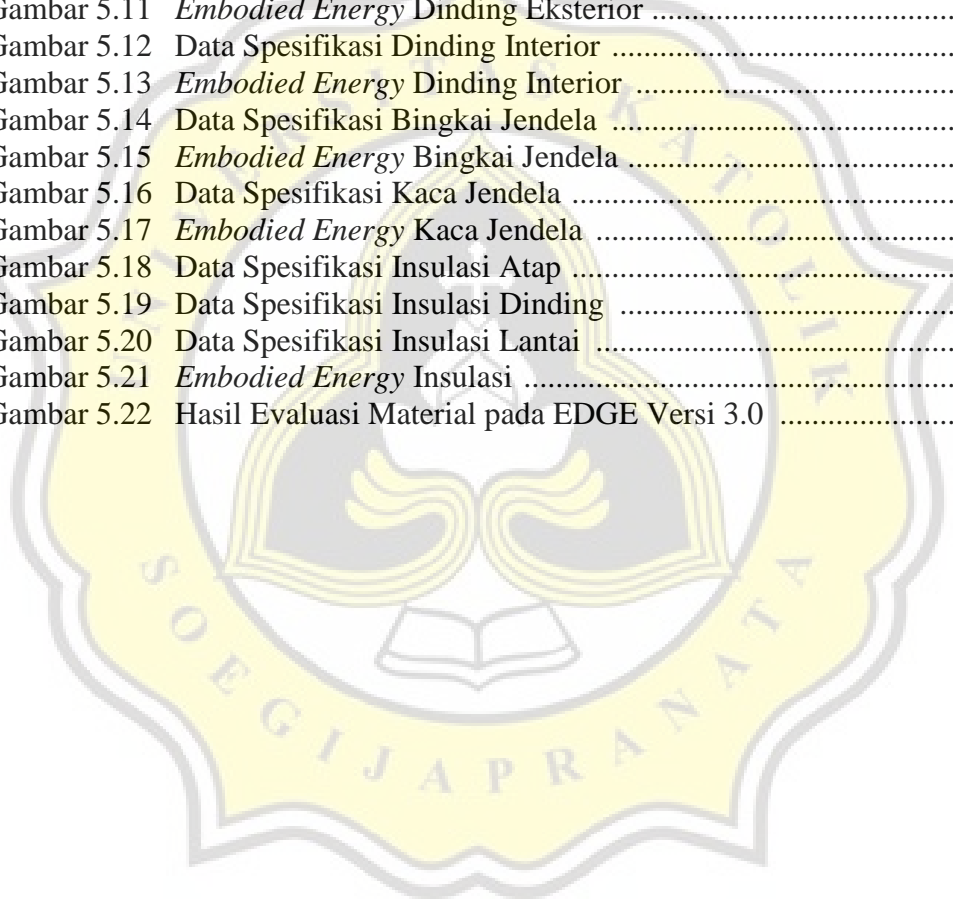 Gambar 5.11 Embodied Energy Dinding Eksterior ................................................
Gambar 5.12 Data Spesifikasi Dinding Interior ......................................................
Gambar 5.13 Embodied Energy Dinding Interior ...................................................
Gambar 5.14 Data Spesifikasi Bingkai Jendela ......................................................
Gambar 5.15 Embodied Energy Bingkai Jendela ....................................................
Gambar 5.16 Data Spesifikasi Kaca Jendela ............................................................
Gambar 5.17 Embodied Energy Kaca Jendela .........................................................
Gambar 5.18 Data Spesifikasi Insulasi Atap ............................................................
Gambar 5.19 Data Spesifikasi Insulasi Dinding .....................................................
Gambar 5.20 Data Spesifikasi Insulasi Lantai .........................................................
Gambar 5.21 Embodied Energy Insulasi ...................................................................
Gambar 5.22 Hasil Evaluasi Material pada EDGE Versi 3.0 .....................
UNIVERSITAS KATOLIK
SOEGIJAPRANATA